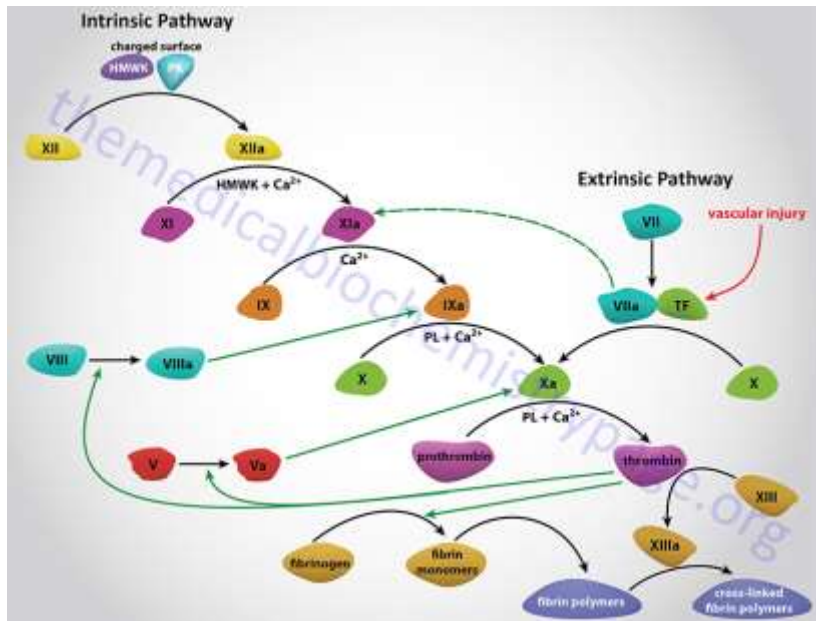 Intrinsic Pathway
charged surface
HMWK
PK
XII
XIIa
HMWK + Ca2+
Extrinsic Pathway
XI
XIa
VII
vascular injury
Ca2+
IX
IXa
VIIa
TF
PL + Ca2+
VIII
VIIIa
X
Xa
X
PL + Ca2+
V
Va
prothrombin
thrombin
XIII
XIIIa
fibrinogen
fibrin
monomers
fibrin polymers
cross-linked
fibrin polymers
themedicalbiochemistrypage.org